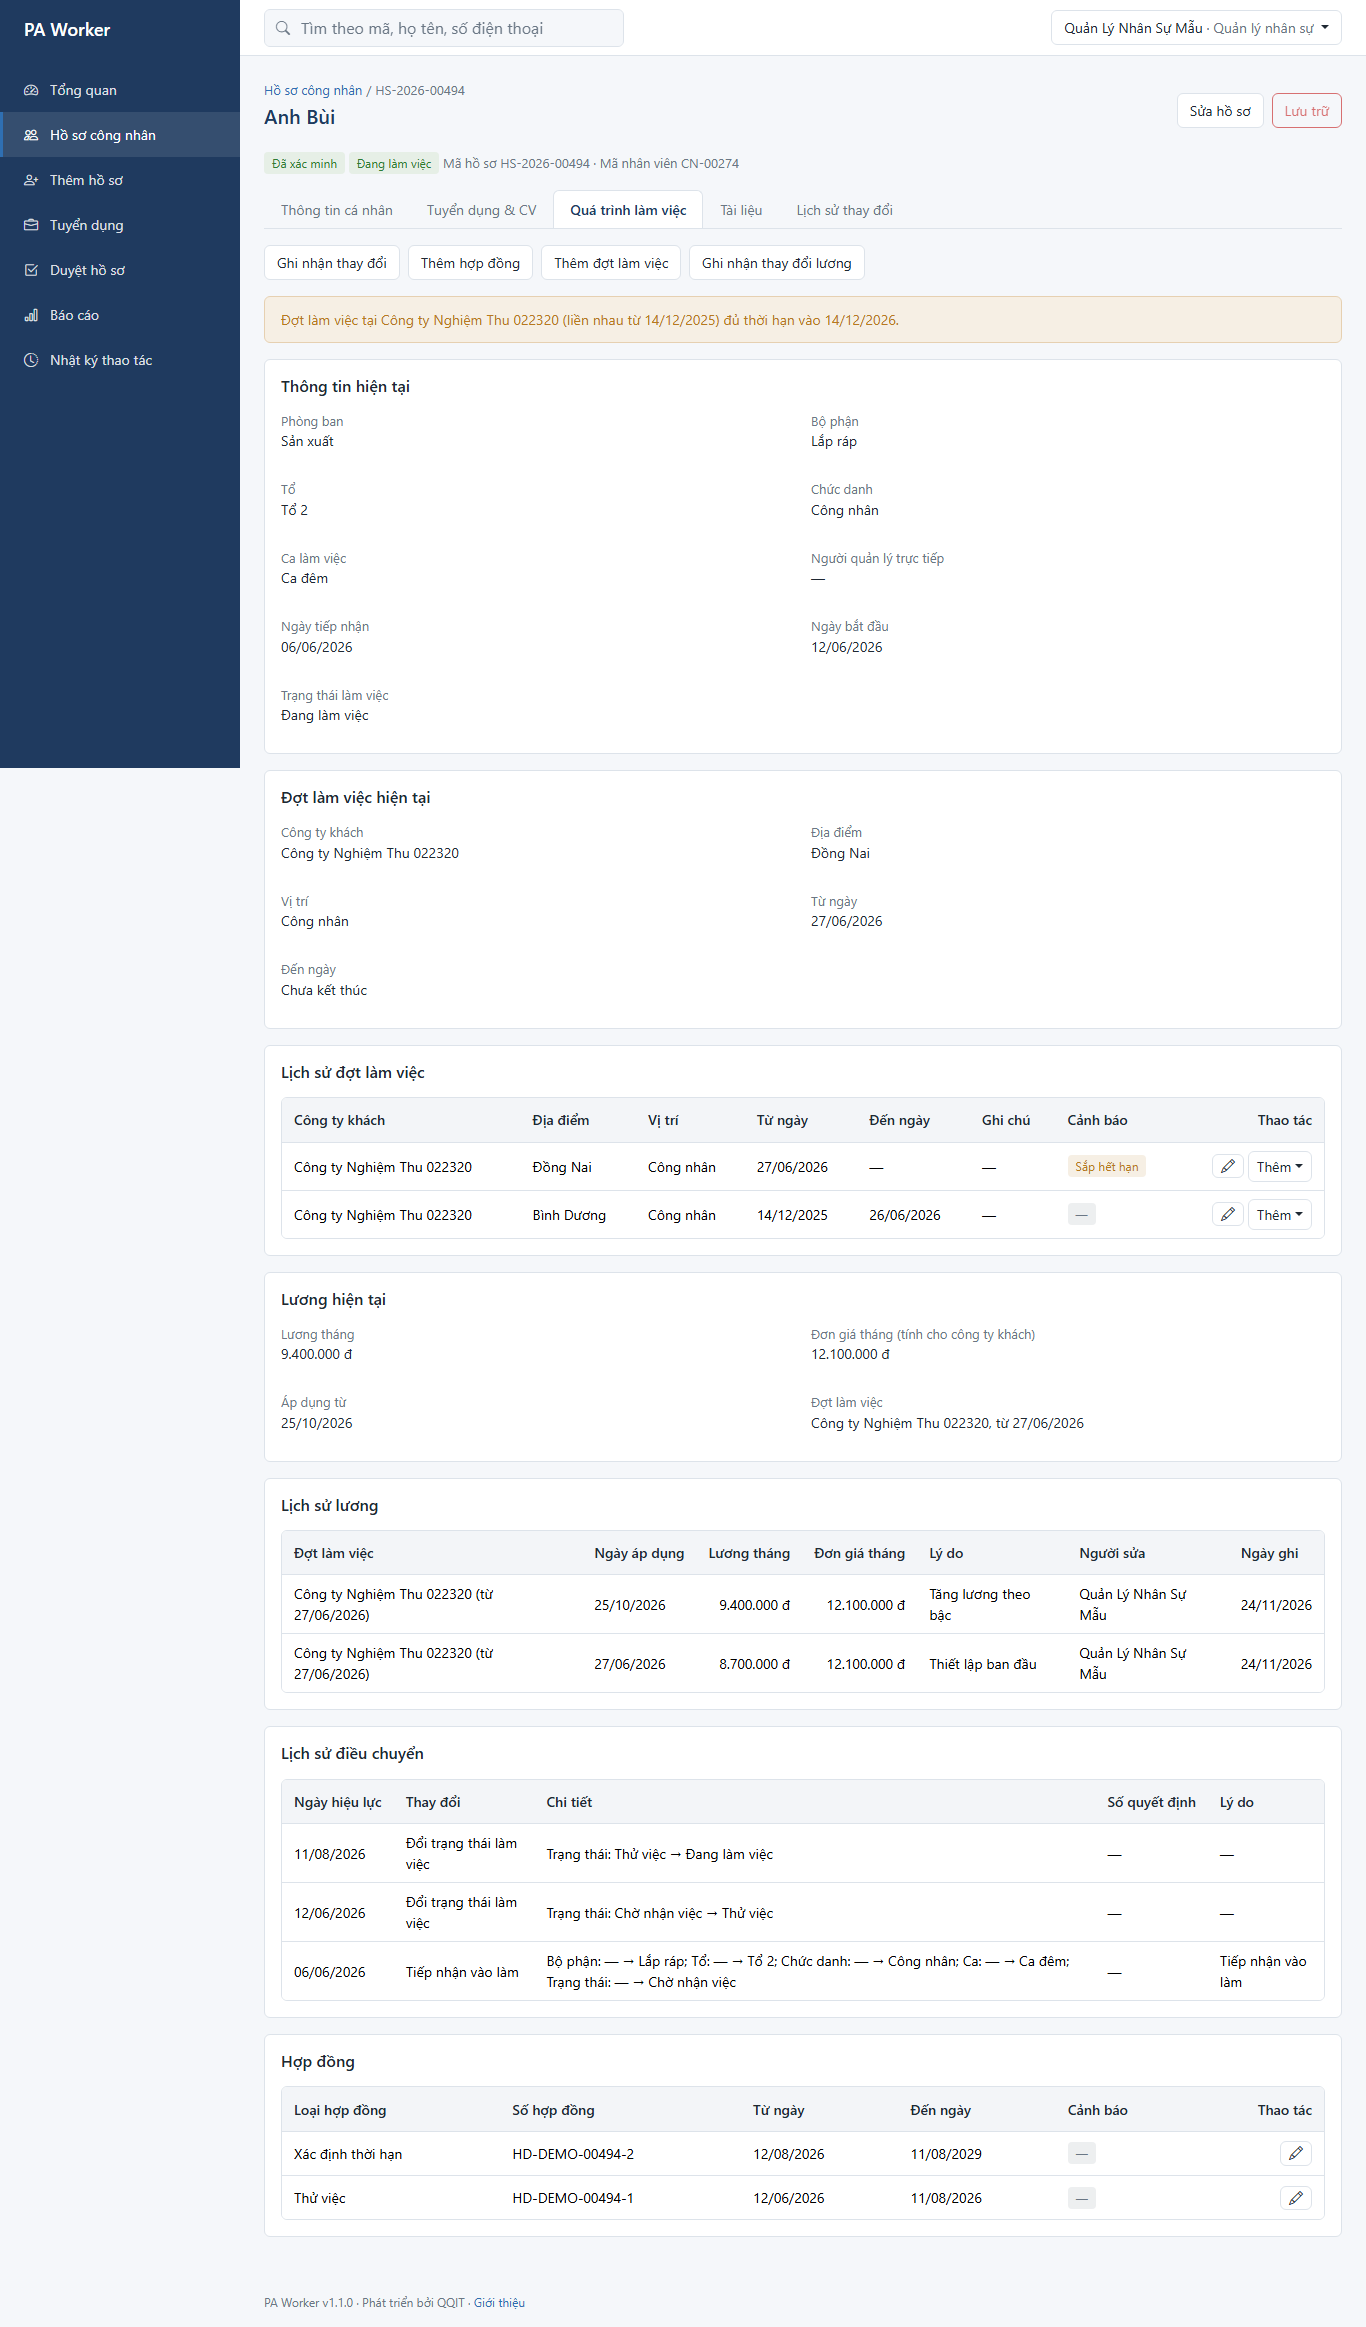 PA Worker
Tìm theo mã, họ tên, số điện thoại
Quản Lý Nhân Sự Mẫu · Quản lý nhân sự
Tổng quan
Hồ sơ công nhân
Thêm hồ sơ
Tuyển dụng
Duyệt hồ sơ
Báo cáo
Nhật ký thao tác
Hồ sơ công nhân / HS-2026-00494
Anh Bùi
Sửa hồ sơ
Lưu trữ
Đã xác minh Đang làm việc Mã hồ sơ HS-2026-00494 · Mã nhân viên CN-00274
Thông tin cá nhân Tuyển dụng & CV Quá trình làm việc Tài liệu Lịch sử thay đổi
Ghi nhận thay đổi Thêm hợp đồng Thêm đợt làm việc Ghi nhận thay đổi lương
Đợt làm việc tại Công ty Nghiệm Thu 022320 (liền nhau từ 14/12/2025) đủ thời hạn vào 14/12/2026.
Thông tin hiện tại
Phòng ban Bộ phận
Sản xuất Lắp ráp
Tổ Chức danh
Tổ 2 Công nhân
Ca làm việc Người quản lý trực tiếp
Ca đêm —
Ngày tiếp nhận Ngày bắt đầu
06/06/2026 12/06/2026
Trạng thái làm việc
Đang làm việc
Đợt làm việc hiện tại
Công ty khách Địa điểm
Công ty Nghiệm Thu 022320 Đồng Nai
Vị trí Từ ngày
Công nhân 27/06/2026
Đến ngày
Chưa kết thúc
Lịch sử đợt làm việc
Công ty khách Địa điểm Vị trí Từ ngày Đến ngày Ghi chú Cảnh báo Thao tác
Công ty Nghiệm Thu 022320 Đồng Nai Công nhân 27/06/2026 — — Sắp hết hạn Thêm
Công ty Nghiệm Thu 022320 Bình Dương Công nhân 14/12/2025 26/06/2026 — — Thêm
Lương hiện tại
Lương tháng Đơn giá tháng (tính cho công ty khách)
9.400.000 đ 12.100.000 đ
Áp dụng từ Đợt làm việc
25/10/2026 Công ty Nghiệm Thu 022320, từ 27/06/2026
Lịch sử lương
Đợt làm việc Ngày áp dụng Lương tháng Đơn giá tháng Lý do Người sửa Ngày ghi
Công ty Nghiệm Thu 022320 (từ 27/06/2026) 25/10/2026 9.400.000 đ 12.100.000 đ Tăng lương theo bậc Quản Lý Nhân Sự Mẫu 24/11/2026
Công ty Nghiệm Thu 022320 (từ 27/06/2026) 27/06/2026 8.700.000 đ 12.100.000 đ Thiết lập ban đầu Quản Lý Nhân Sự Mẫu 24/11/2026
Lịch sử điều chuyển
Ngày hiệu lực Thay đổi Chi tiết Số quyết định Lý do
11/08/2026 Đổi trạng thái làm việc Trạng thái: Thử việc → Đang làm việc — —
12/06/2026 Đổi trạng thái làm việc Trạng thái: Chờ nhận việc → Thử việc — —
06/06/2026 Tiếp nhận vào làm Bộ phận: — → Lắp ráp; Tổ: — → Tổ 2; Chức danh: — → Công nhân; Ca: — → Ca đêm; Trạng thái: — → Chờ nhận việc — Tiếp nhận vào làm
Hợp đồng
Loại hợp đồng Số hợp đồng Từ ngày Đến ngày Cảnh báo Thao tác
Xác định thời hạn HD-DEMO-00494-2 12/08/2026 11/08/2029 —
Thử việc HD-DEMO-00494-1 12/06/2026 11/08/2026 —
PA Worker v1.1.0 · Phát triển bởi QQIT · Giới thiệu